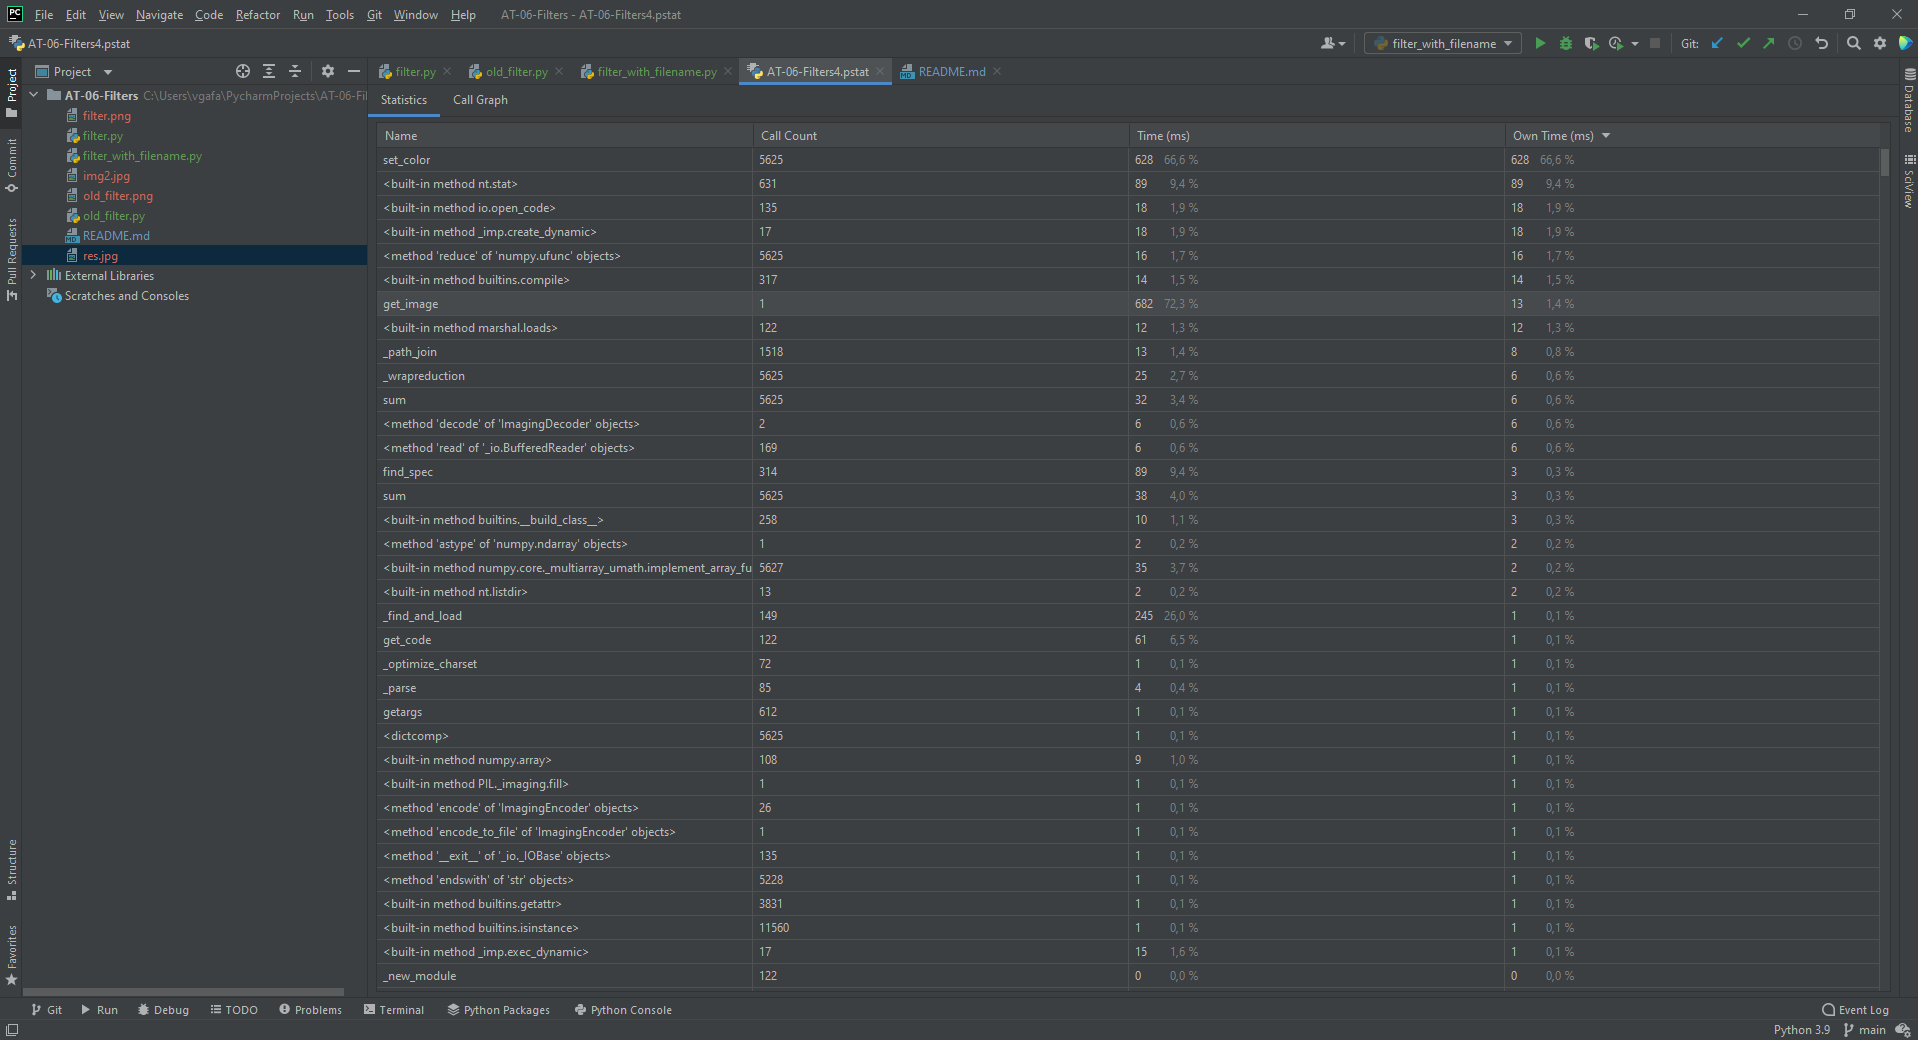 PC File Edit View Navigate Code Refactor Run Tools Git Window Help AT-06-Filters - AT-06-Filters4.pstat
AT-06-Filters4.pstat filter_with_filename Git:
Project filter.py old_filter.py filter_with_filename.py AT-06-Filters4.pstat README.md
Project
Commit
Pull Requests
Structure
Favorites
AT-06-Filters C:\Users\vgafa\PycharmProjects\AT-06-Fil
filter.png
filter.py
filter_with_filename.py
img2.jpg
old_filter.png
old_filter.py
README.md
res.jpg
External Libraries
Scratches and Consoles
Statistics Call Graph
Name Call Count Time (ms) Own Time (ms)
set_color 5625 628 66,6 % 628 66,6 %
<built-in method nt.stat> 631 89 9,4 % 89 9,4 %
<built-in method io.open_code> 135 18 1,9 % 18 1,9 %
<built-in method _imp.create_dynamic> 17 18 1,9 % 18 1,9 %
<method 'reduce' of 'numpy.ufunc' objects> 5625 16 1,7 % 16 1,7 %
<built-in method builtins.compile> 317 14 1,5 % 14 1,5 %
get_image 1 682 72,3 % 13 1,4 %
<built-in method marshal.loads> 122 12 1,3 % 12 1,3 %
_path_join 1518 13 1,4 % 8 0,8 %
_wrapreduction 5625 25 2,7 % 6 0,6 %
sum 5625 32 3,4 % 6 0,6 %
<method 'decode' of 'ImagingDecoder' objects> 2 6 0,6 % 6 0,6 %
<method 'read' of '_io.BufferedReader' objects> 169 6 0,6 % 6 0,6 %
find_spec 314 89 9,4 % 3 0,3 %
sum 5625 38 4,0 % 3 0,3 %
<built-in method builtins.__build_class__> 258 10 1,1 % 3 0,3 %
<method 'astype' of 'numpy.ndarray' objects> 1 2 0,2 % 2 0,2 %
<built-in method numpy.core._multiarray_umath.implement_array_fu 5627 35 3,7 % 2 0,2 %
<built-in method nt.listdir> 13 2 0,2 % 2 0,2 %
_find_and_load 149 245 26,0 % 1 0,1 %
get_code 122 61 6,5 % 1 0,1 %
_optimize_charset 72 1 0,1 % 1 0,1 %
_parse 85 4 0,4 % 1 0,1 %
getargs 612 1 0,1 % 1 0,1 %
<dictcomp> 5625 1 0,1 % 1 0,1 %
<built-in method numpy.array> 108 9 1,0 % 1 0,1 %
<built-in method PIL._imaging.fill> 1 1 0,1 % 1 0,1 %
<method 'encode' of 'ImagingEncoder' objects> 26 1 0,1 % 1 0,1 %
<method 'encode_to_file' of 'ImagingEncoder' objects> 1 1 0,1 % 1 0,1 %
<method '__exit__' of '_io._IOBase' objects> 135 1 0,1 % 1 0,1 %
<method 'endswith' of 'str' objects> 5228 1 0,1 % 1 0,1 %
<built-in method builtins.getattr> 3831 1 0,1 % 1 0,1 %
<built-in method builtins.isinstance> 11560 1 0,1 % 1 0,1 %
<built-in method _imp.exec_dynamic> 17 15 1,6 % 1 0,1 %
_new_module 122 0 0,0 % 0 0,0 %
Database
SciView
Git Run Debug TODO Problems Terminal Python Packages Python Console Event Log
Python 3.9 main